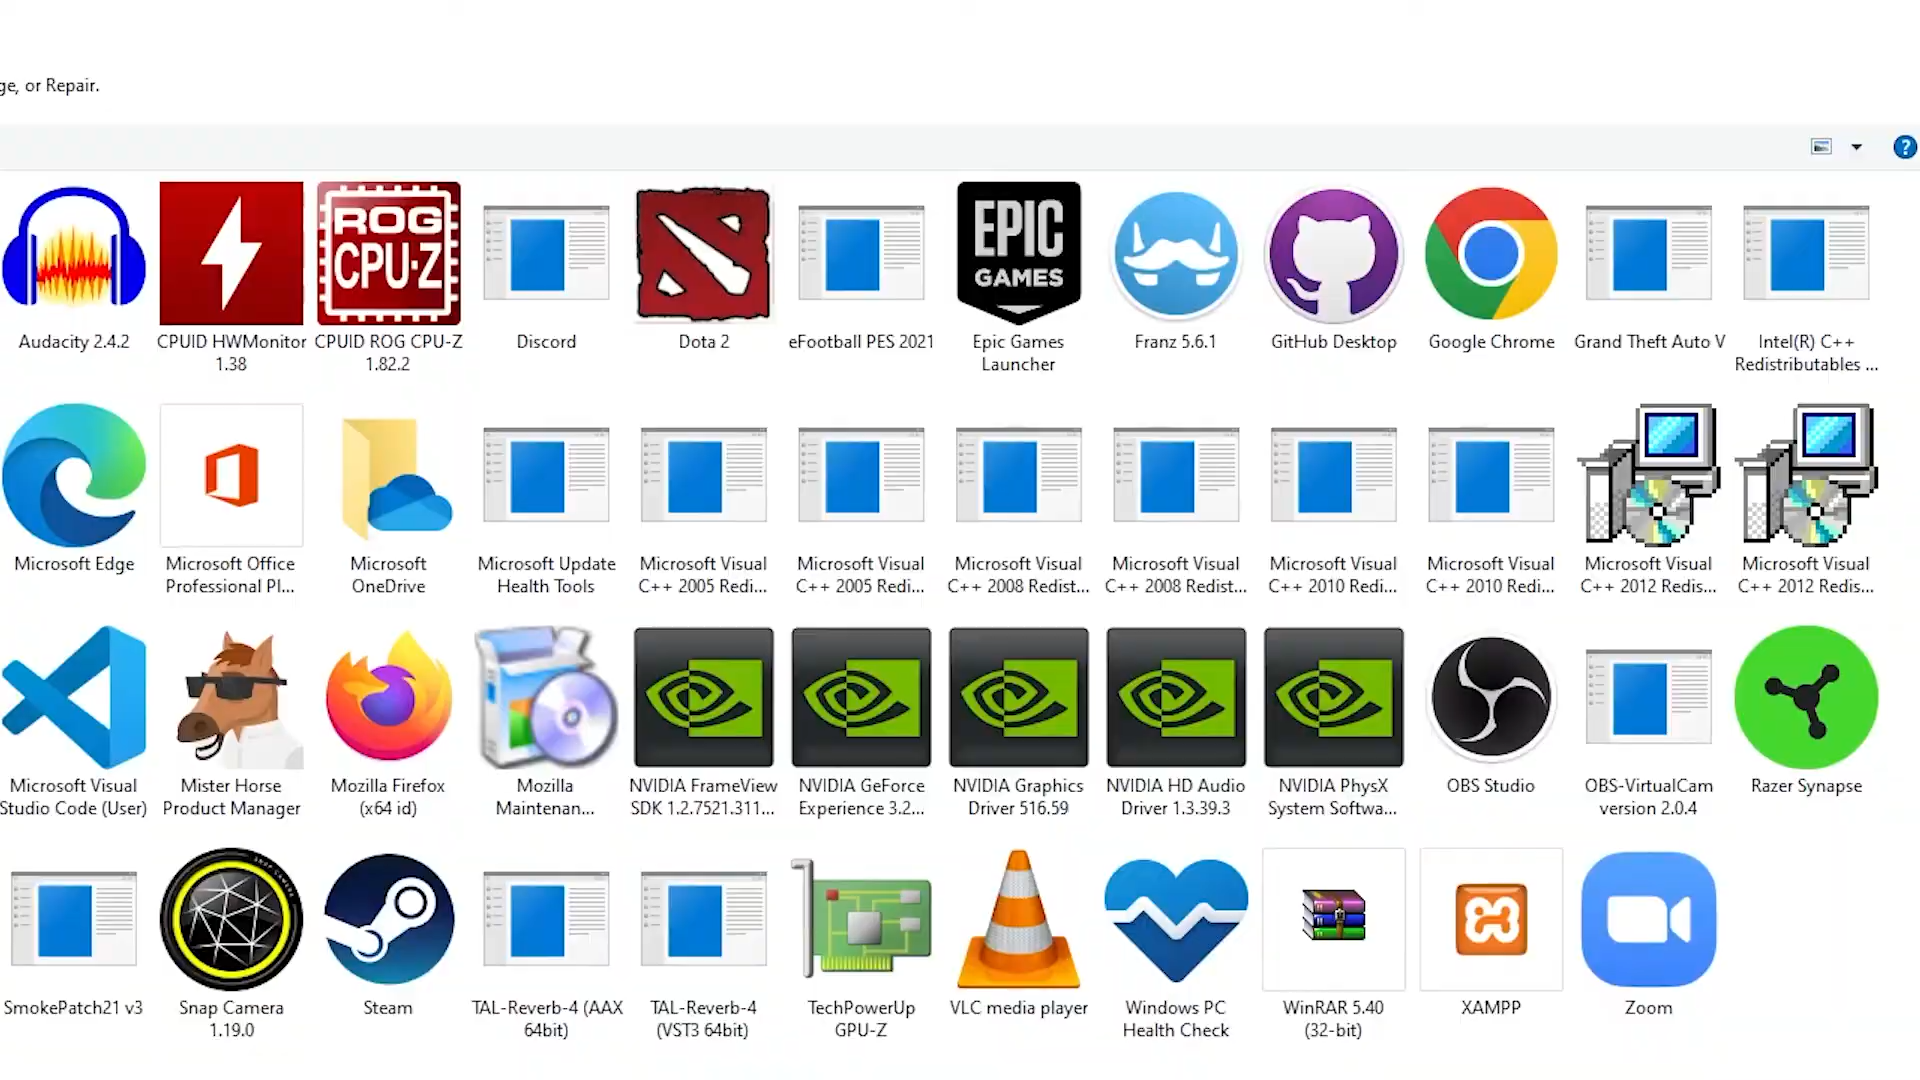 ge, or Repair.
?
ROG
CPU-Z
EPIC
GAMES
Audacity 2.4.2
CPUID HWMonitor
1.38
CPUID ROG CPU-Z
1.82.2
Discord
Dota 2
eFootball PES 2021
Epic Games
Launcher
Franz 5.6.1
GitHub Desktop
Google Chrome
Grand Theft Auto V
Intel(R) C++
Redistributables ...
Microsoft Edge
Microsoft Office
Professional Pl...
Microsoft
OneDrive
Microsoft Update
Health Tools
Microsoft Visual
C++ 2005 Redi...
Microsoft Visual
C++ 2005 Redi...
Microsoft Visual
C++ 2008 Redist...
Microsoft Visual
C++ 2008 Redist...
Microsoft Visual
C++ 2010 Redi...
Microsoft Visual
C++ 2010 Redi...
Microsoft Visual
C++ 2012 Redis...
Microsoft Visual
C++ 2012 Redis...
Microsoft Visual
Studio Code (User)
Mister Horse
Product Manager
Mozilla Firefox
(x64 id)
Mozilla
Maintenan...
NVIDIA FrameView
SDK 1.2.7521.311...
NVIDIA GeForce
Experience 3.2...
NVIDIA Graphics
Driver 516.59
NVIDIA HD Audio
Driver 1.3.39.3
NVIDIA PhysX
System Softwa...
OBS Studio
OBS-VirtualCam
version 2.0.4
Razer Synapse
SmokePatch21 v3
Snap Camera
1.19.0
Steam
TAL-Reverb-4 (AAX
64bit)
TAL-Reverb-4
(VST3 64bit)
TechPowerUp
GPU-Z
VLC media player
Windows PC
Health Check
WinRAR 5.40
(32-bit)
XAMPP
Zoom